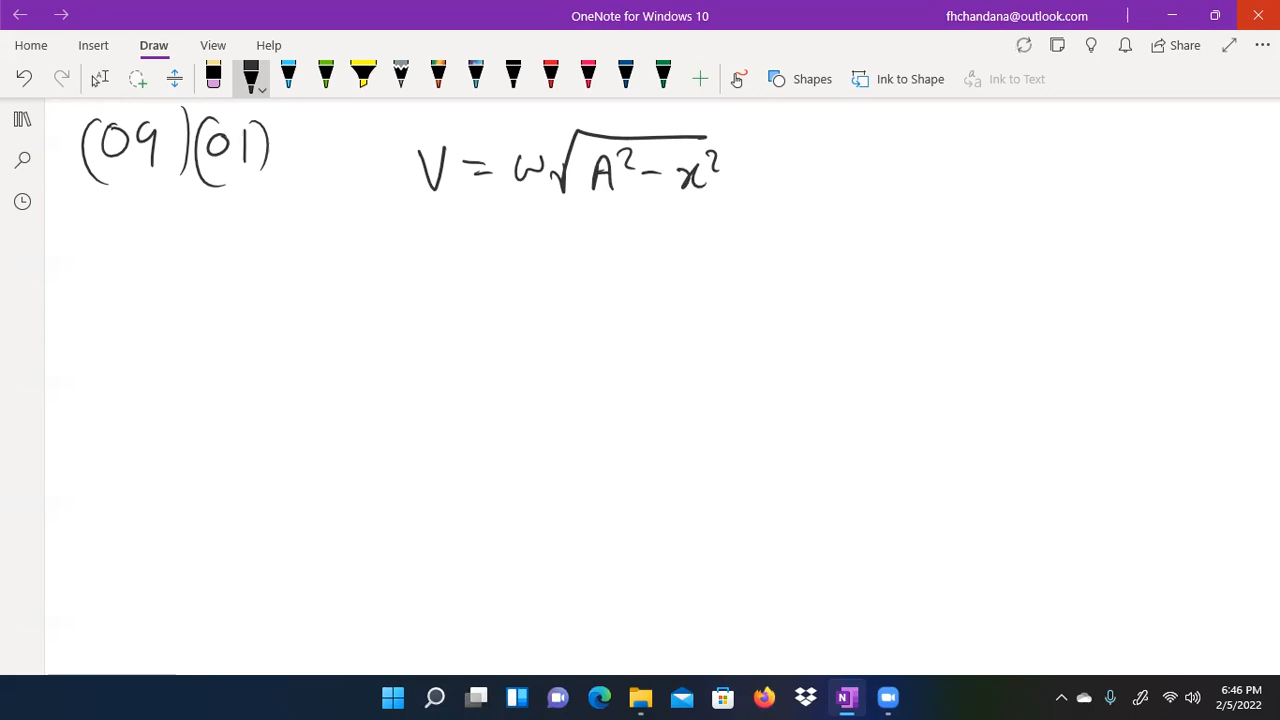 OneNote for Windows 10
fhchandana@outlook.com
Home Insert Draw View Help
Share
Shapes
Ink to Shape
Ink to Text
(09)(01) V = ω√(A² - x²)
6:46 PM
2/5/2022